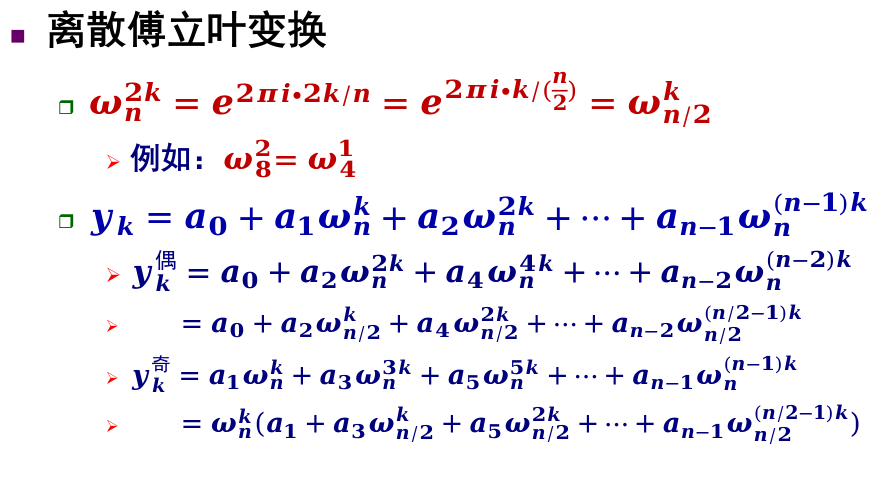 离散傅立叶变换
ω_n^{2k} = e^{2πi•2k/n} = e^{2πi•k/(\frac{n}{2})} = ω_{n/2}^k
例如：ω_8^2 = ω_4^1
y_k = a_0 + a_1ω_n^k + a_2ω_n^{2k} + ⋯ + a_{n−1}ω_n^{(n−1)k}
y_k^偶 = a_0 + a_2ω_n^{2k} + a_4ω_n^{4k} + ⋯ + a_{n−2}ω_n^{(n−2)k}
= a_0 + a_2ω_{n/2}^k + a_4ω_{n/2}^{2k} + ⋯ + a_{n−2}ω_{n/2}^{(n/2−1)k}
y_k^奇 = a_1ω_n^k + a_3ω_n^{3k} + a_5ω_n^{5k} + ⋯ + a_{n−1}ω_n^{(n−1)k}
= ω_n^k(a_1 + a_3ω_{n/2}^k + a_5ω_{n/2}^{2k} + ⋯ + a_{n−1}ω_{n/2}^{(n/2−1)k})